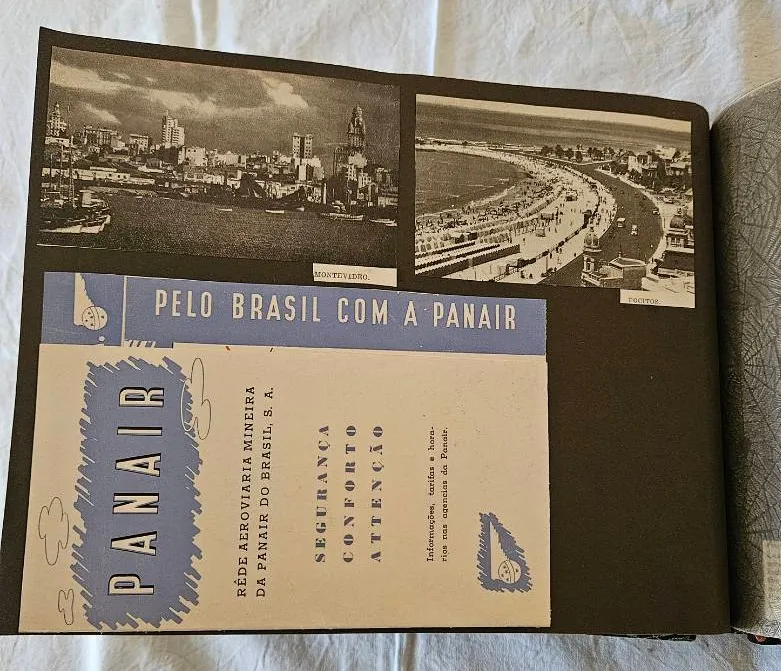 MONTEVIDEO.
POCITOS.
PELO BRASIL COM A PANAIR
PANAIR
RÊDE AEROVIARIA MINEIRA
DA PANAIR DO BRASIL, S. A.
SEGURANÇA
CONFORTO
ATTENÇÃO
Informações, tarifas e hora-
rios nas agencias da Panair.